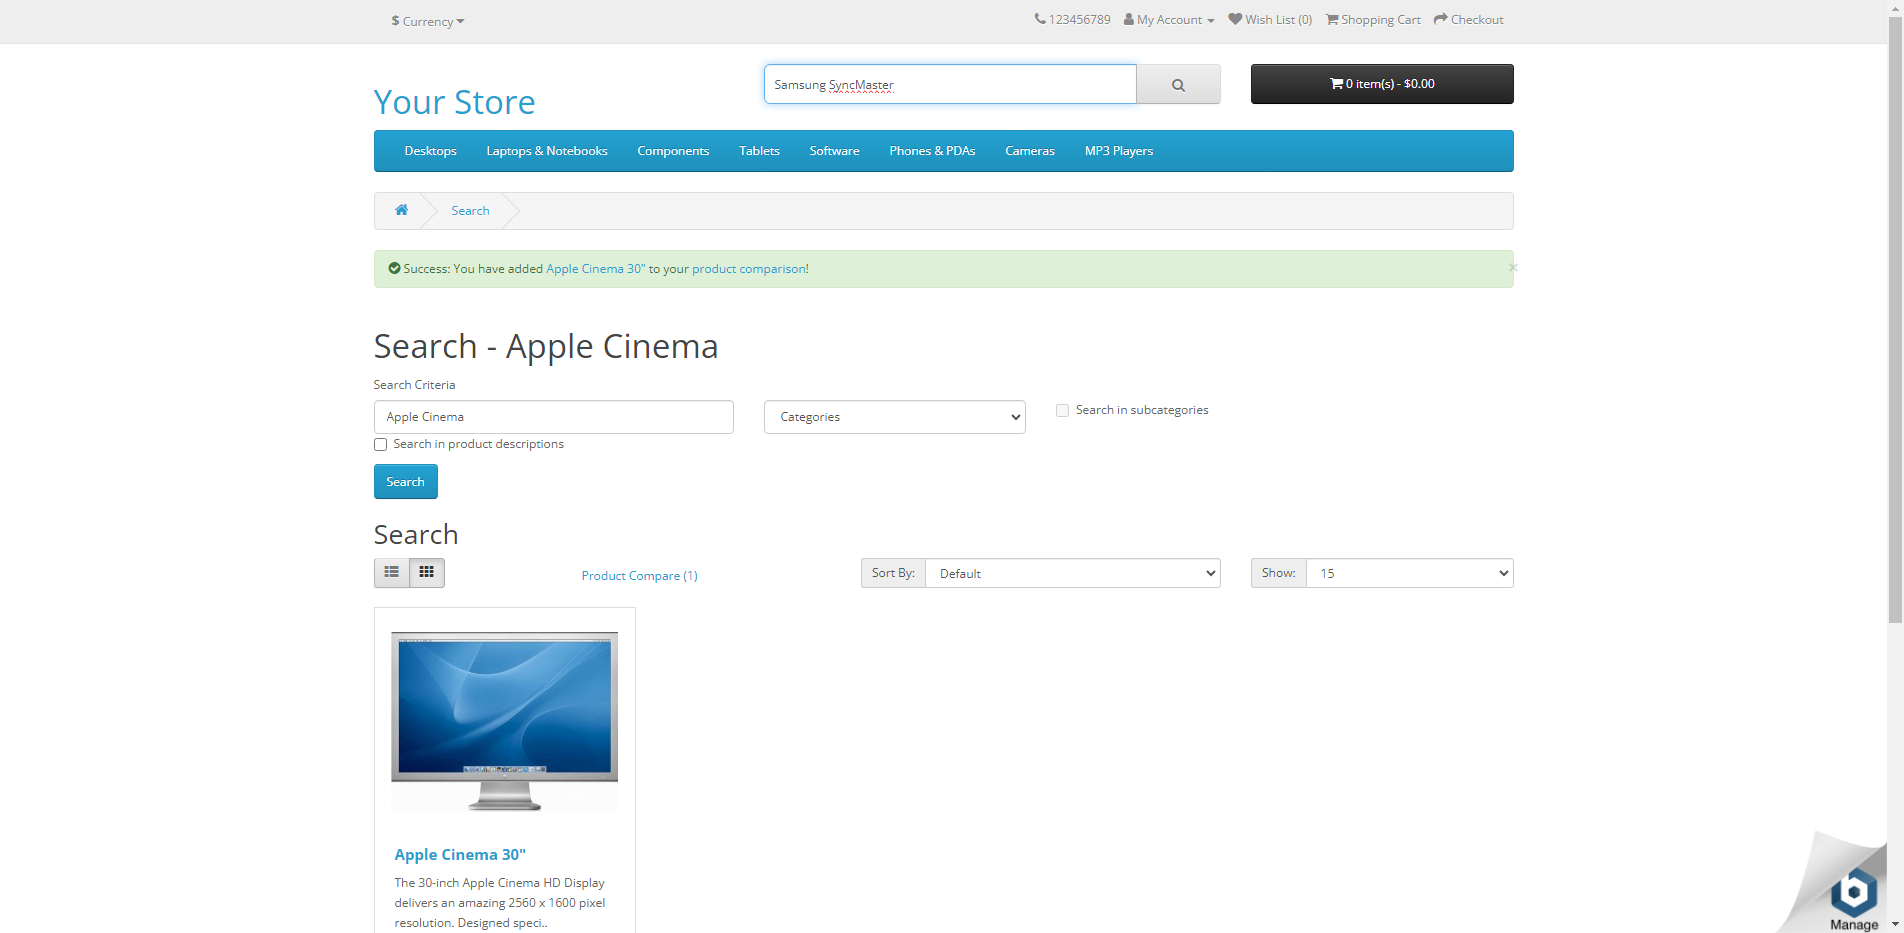 $ Currency
123456789
My Account
Wish List (0)
Shopping Cart
Checkout
Your Store
Samsung SyncMaster
0 item(s) - $0.00
Desktops
Laptops & Notebooks
Components
Tablets
Software
Phones & PDAs
Cameras
MP3 Players
Search
Success: You have added Apple Cinema 30" to your product comparison!
×
Search - Apple Cinema
Search Criteria
Apple Cinema
Categories
Search in subcategories
Search in product descriptions
Search
Search
Product Compare (1)
Sort By:
Default
Show:
15
Apple Cinema 30"
The 30-inch Apple Cinema HD Display
delivers an amazing 2560 x 1600 pixel
resolution. Designed speci..
Manage